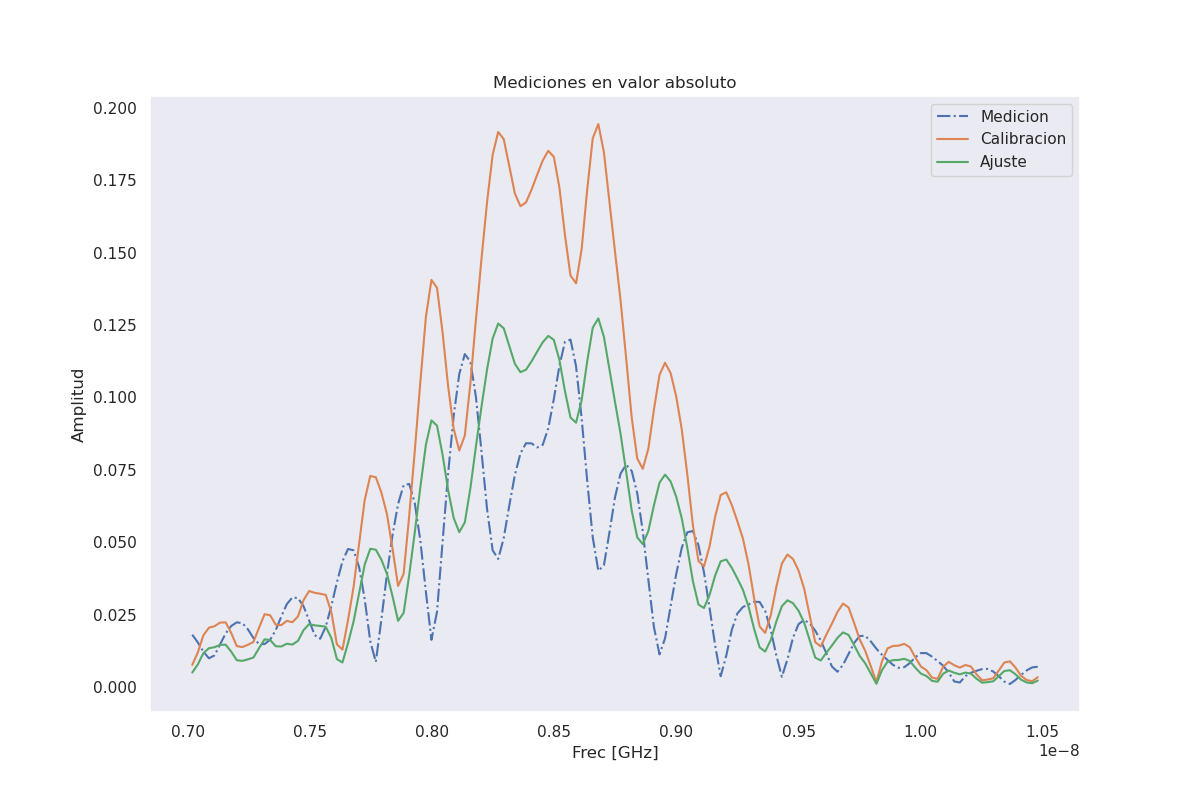 Mediciones en valor absoluto
Medicion
Calibracion
Ajuste
Amplitud
0.200
0.175
0.150
0.125
0.100
0.075
0.050
0.025
0.000
0.70 0.75 0.80 0.85 0.90 0.95 1.00 1.05
1e−8
Frec [GHz]